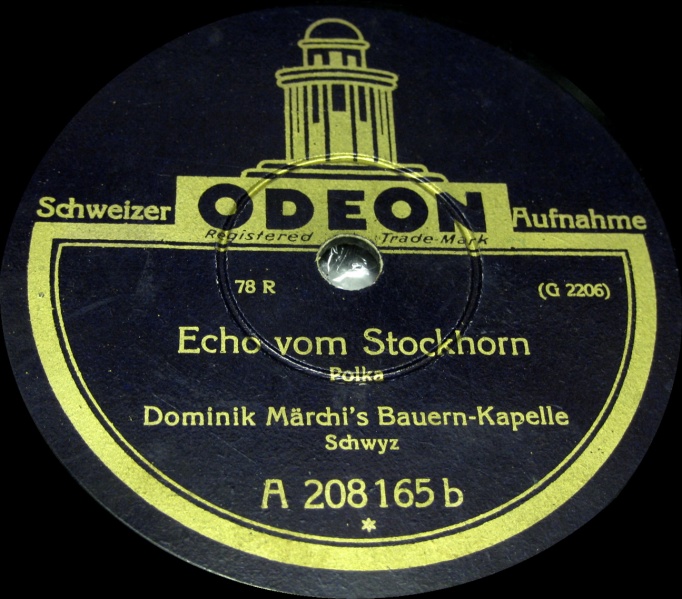 Schweizer ODEON Aufnahme
Registered Trade-Mark
78 R (G 2206)
Echo vom Stockhorn
Polka
Dominik Märchi's Bauern-Kapelle
Schwyz
A 208165 b
*